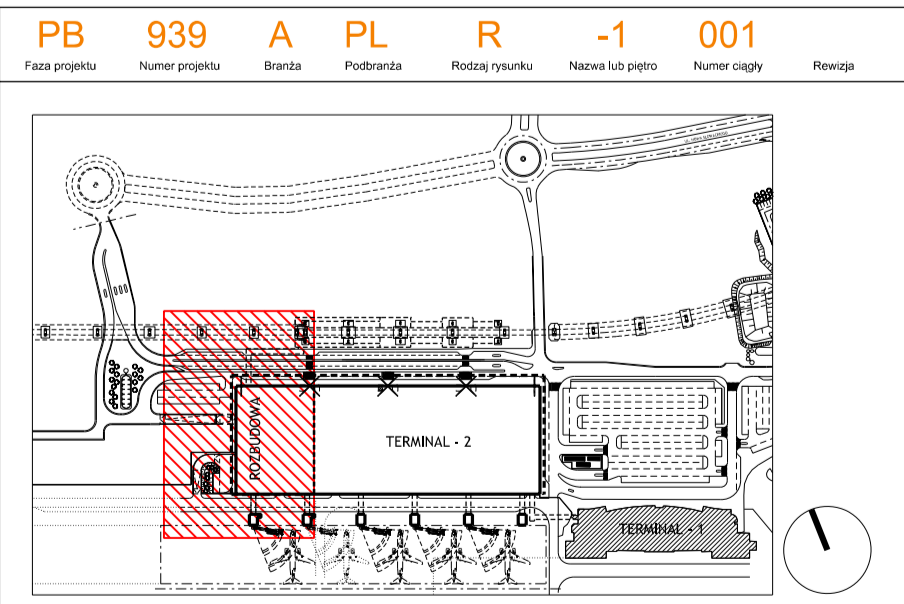 PB 939 A PL R -1 001
Faza projektu Numer projektu Branża Podbranża Rodzaj rysunku Nazwa lub piętro Numer ciągły Rewizja
ROZBUDOWA
TERMINAL - 2
TERMINAL - 1